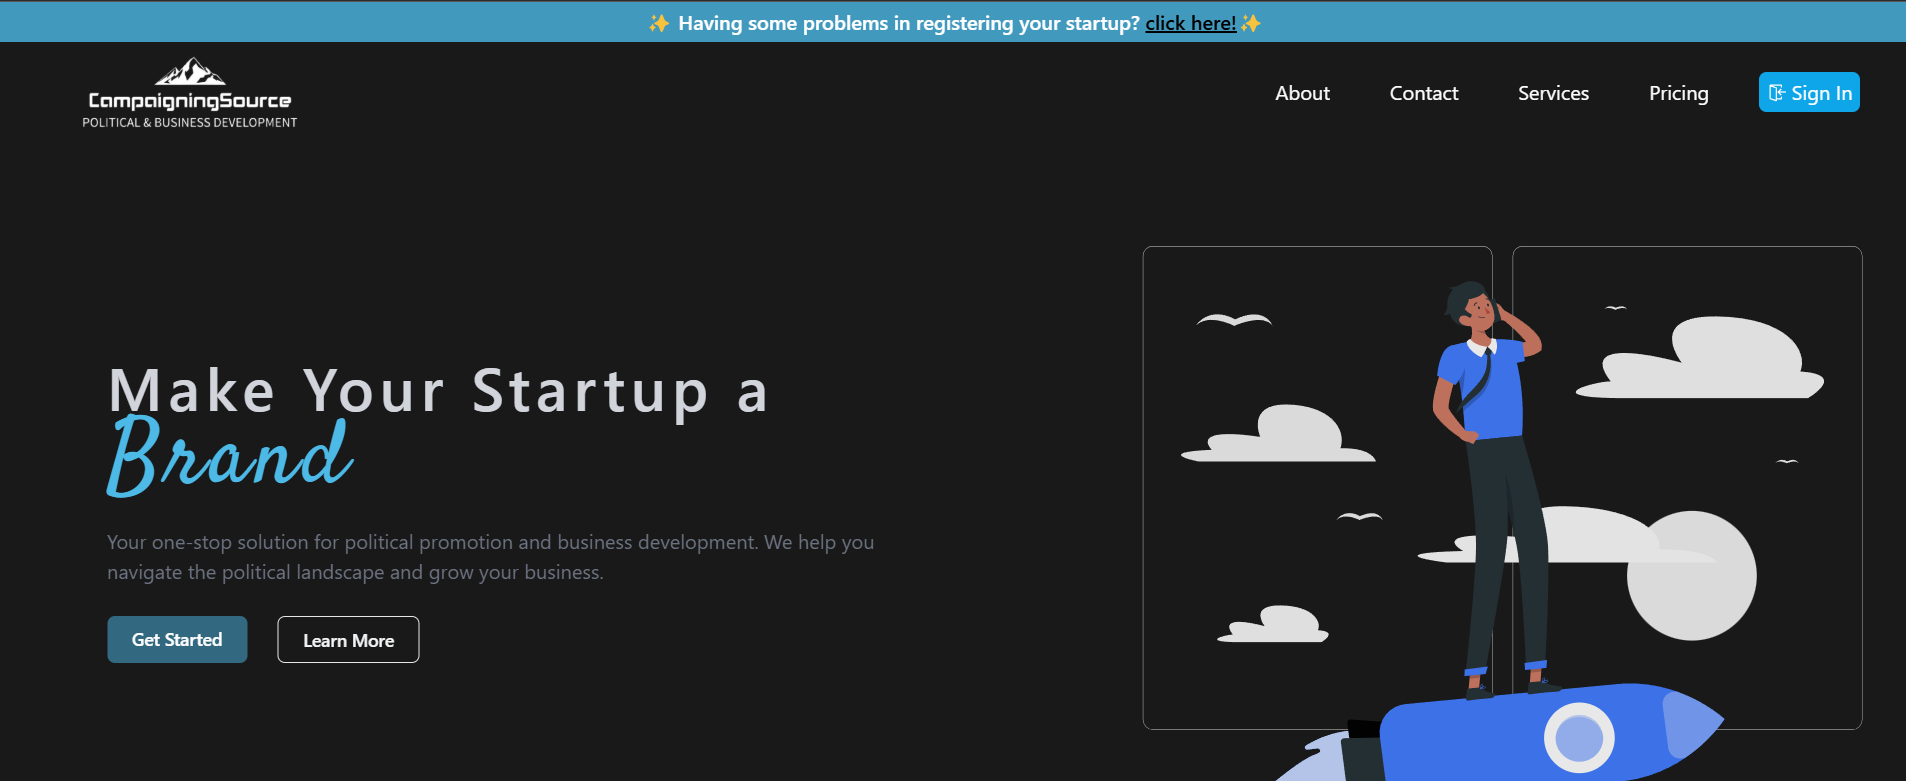 ✨ Having some problems in registering your startup? click here!✨
CampaigningSource
POLITICAL & BUSINESS DEVELOPMENT
About
Contact
Services
Pricing
Sign In
Make Your Startup a
Brand
Your one-stop solution for political promotion and business development. We help you
navigate the political landscape and grow your business.
Get Started
Learn More